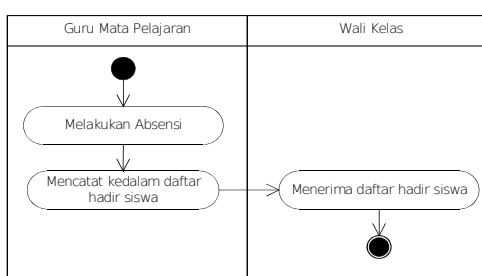 Guru Mata Pelajaran
Wali Kelas
Melakukan Absensi
Mencatat kedalam daftar
hadir siswa
Menerima daftar hadir siswa